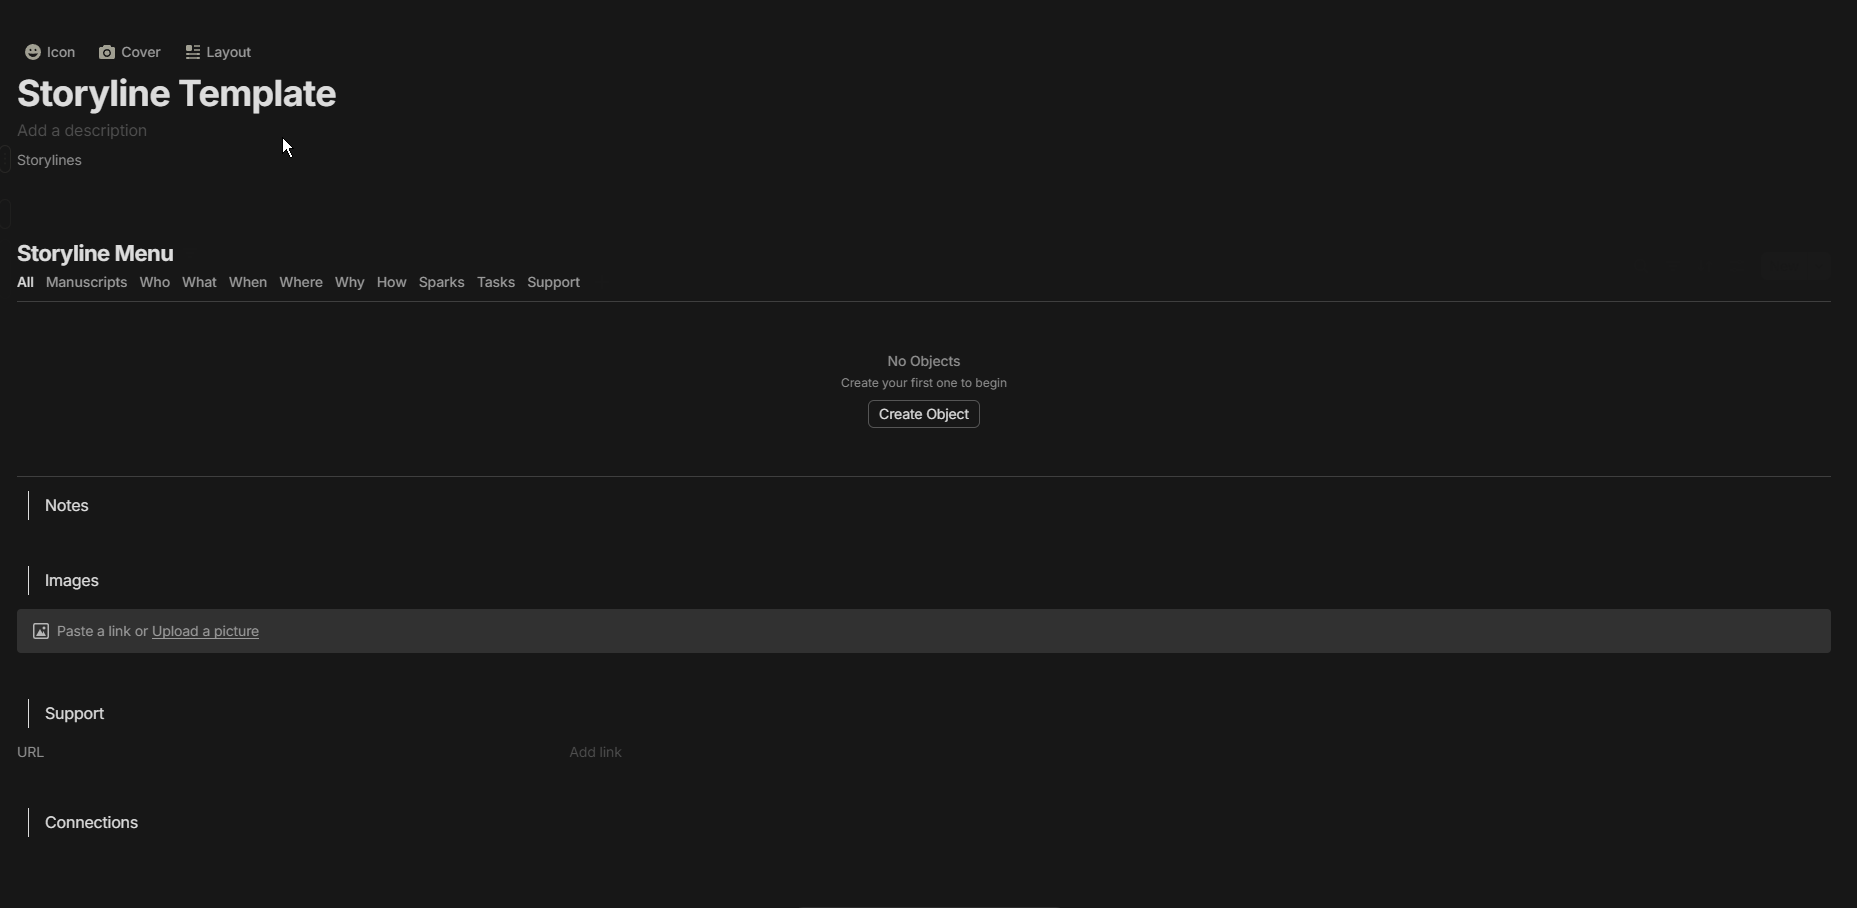 Icon Cover Layout
Storyline Template
Add a description
Storylines
Storyline Menu
All Manuscripts Who What When Where Why How Sparks Tasks Support
No Objects
Create your first one to begin
Create Object
Notes
Images
Paste a link or Upload a picture
Support
URL Add link
Connections